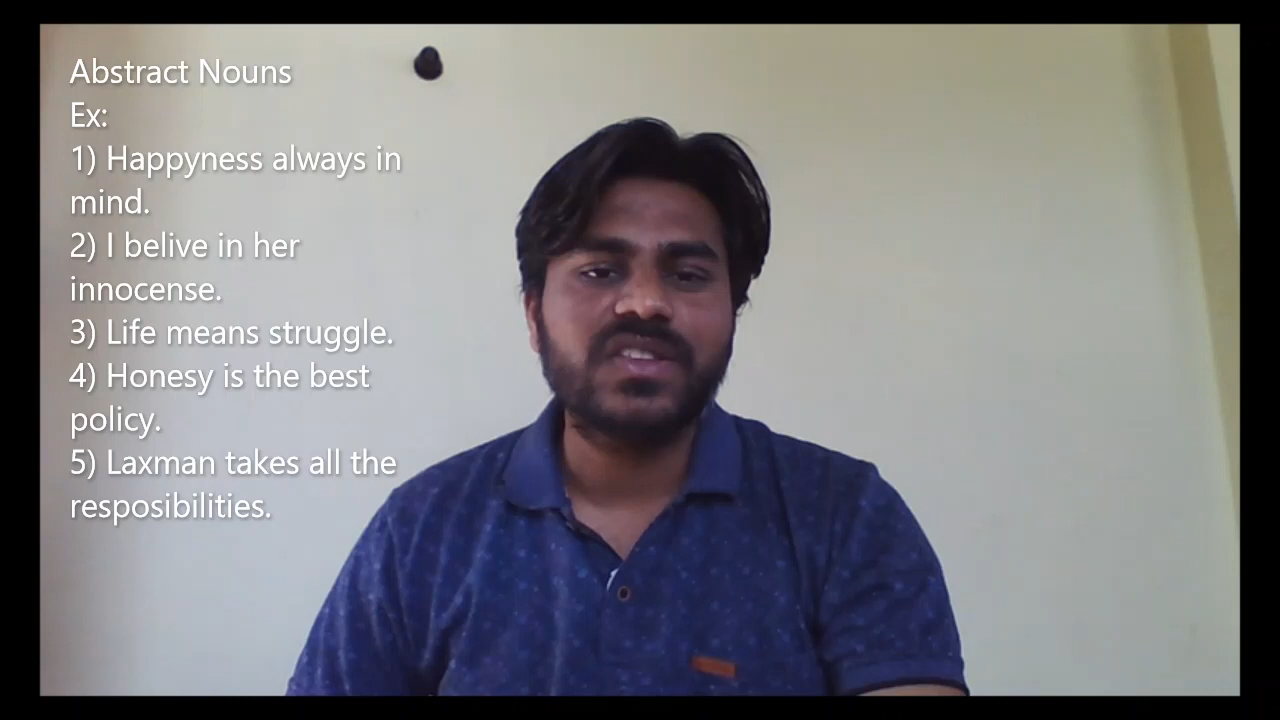 Abstract Nouns
Ex:
1) Happyness always in
mind.
2) I belive in her
innocense.
3) Life means struggle.
4) Honesy is the best
policy.
5) Laxman takes all the
resposibilities.